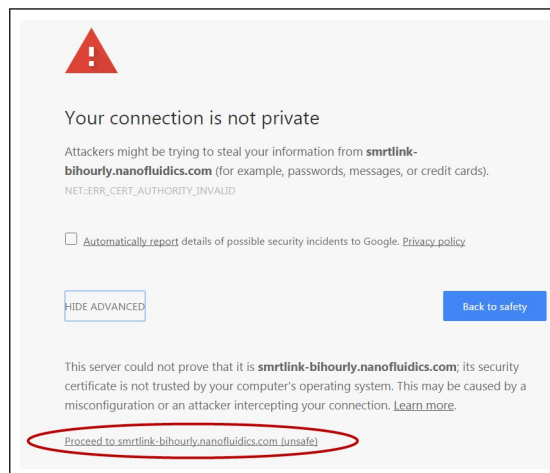 Your connection is not private
Attackers might be trying to steal your information from smrtlink-
bihourly.nanofluidics.com (for example, passwords, messages, or credit cards).
NET::ERR_CERT_AUTHORITY_INVALID
Automatically report details of possible security incidents to Google. Privacy policy
HIDE ADVANCED
Back to safety
This server could not prove that it is smrtlink-bihourly.nanofluidics.com; its security
certificate is not trusted by your computer's operating system. This may be caused by a
misconfiguration or an attacker intercepting your connection. Learn more.
Proceed to smrtlink-bihourly.nanofluidics.com (unsafe)